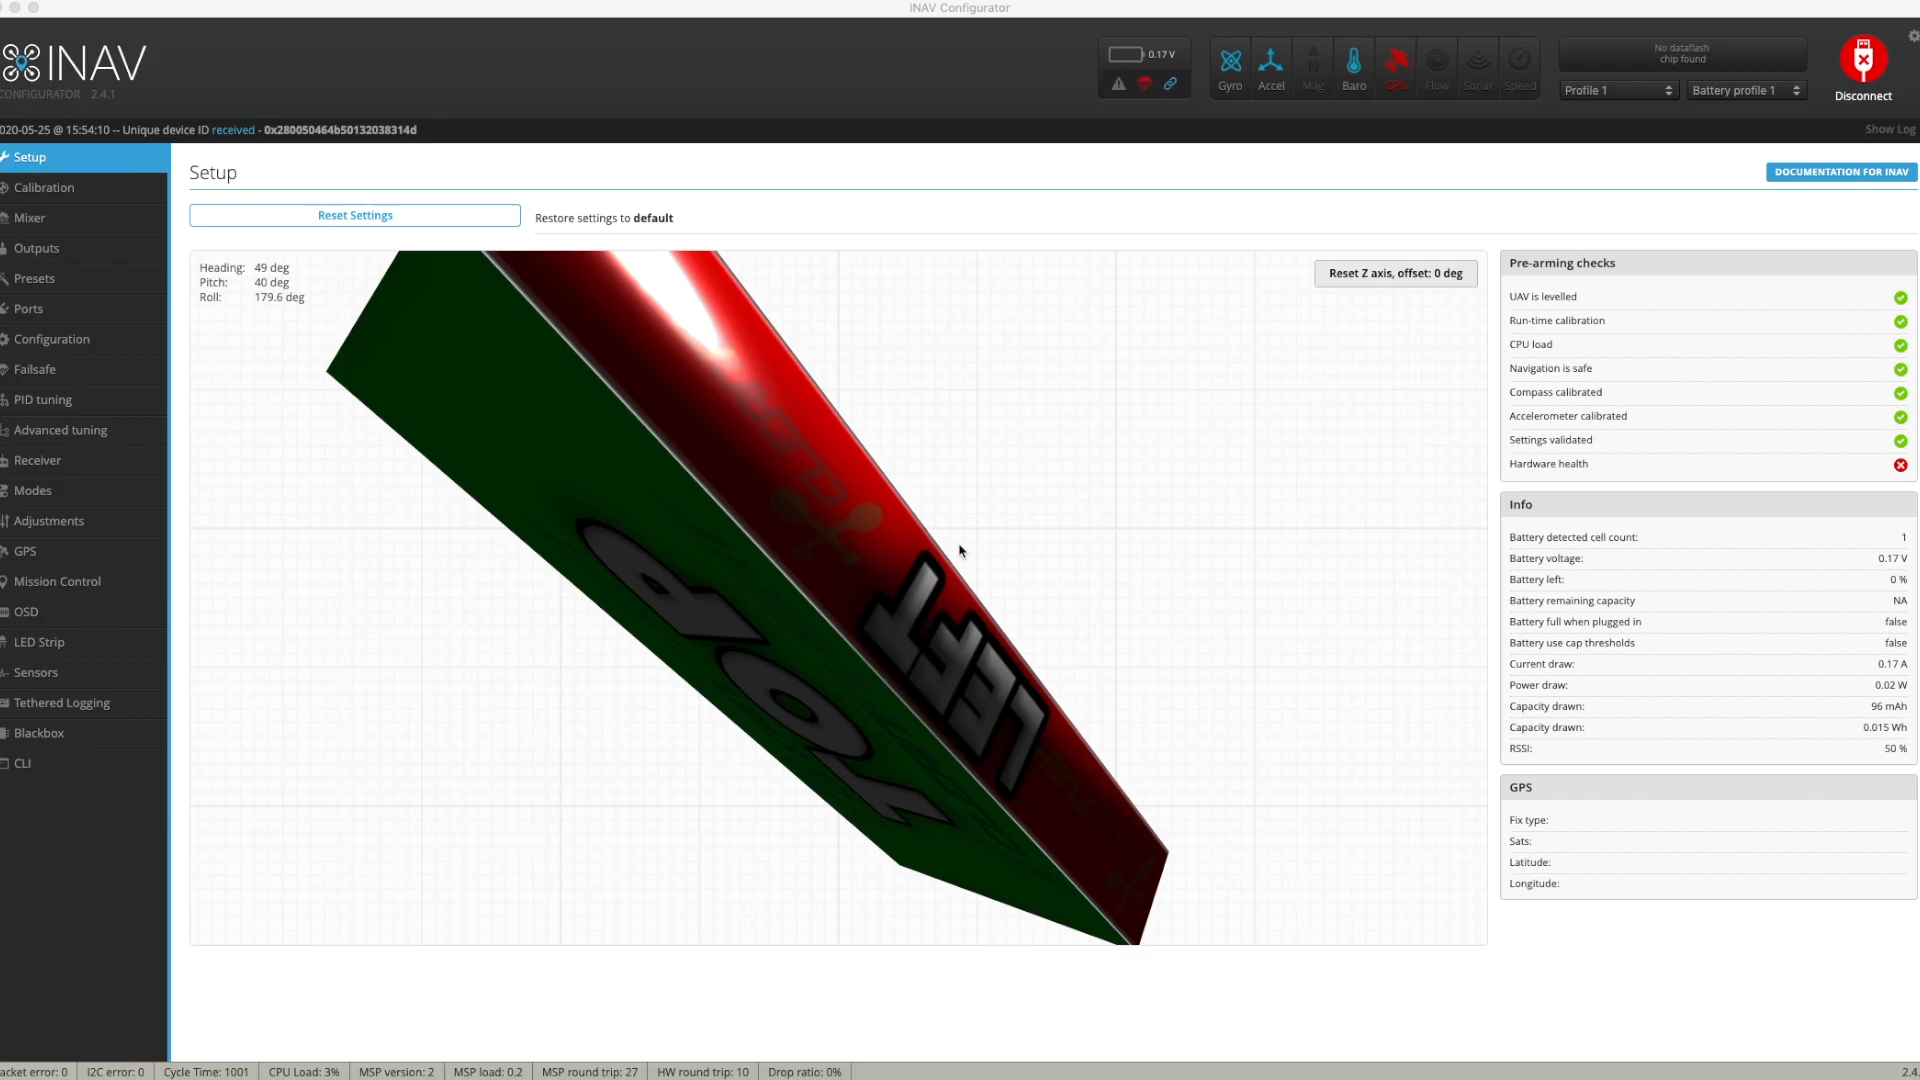 INAV Configurator
INAV
CONFIGURATOR 2.4.1
0.17 V
Gyro Accel Mag Baro GPS Flow Sonar Speed
No dataflash
chip found
Profile 1
Battery profile 1
Disconnect
020-05-25 @ 15:54:10 -- Unique device ID received - 0x280050464b50132038314d
Show Log
Setup
Calibration
Mixer
Outputs
Presets
Ports
Configuration
Failsafe
PID tuning
Advanced tuning
Receiver
Modes
Adjustments
GPS
Mission Control
OSD
LED Strip
Sensors
Tethered Logging
Blackbox
CLI
Setup
DOCUMENTATION FOR INAV
Reset Settings
Restore settings to default
Heading: 49 deg
Pitch: 40 deg
Roll: 179.6 deg
Reset Z axis, offset: 0 deg
LEFT
TOP
Pre-arming checks
UAV is levelled
Run-time calibration
CPU load
Navigation is safe
Compass calibrated
Accelerometer calibrated
Settings validated
Hardware health
Info
Battery detected cell count: 1
Battery voltage: 0.17 V
Battery left: 0 %
Battery remaining capacity NA
Battery full when plugged in false
Battery use cap thresholds false
Current draw: 0.17 A
Power draw: 0.02 W
Capacity drawn: 96 mAh
Capacity drawn: 0.015 Wh
RSSI: 50 %
GPS
Fix type:
Sats:
Latitude:
Longitude:
acket error: 0 I2C error: 0 Cycle Time: 1001 CPU Load: 3% MSP version: 2 MSP load: 0.2 MSP round trip: 27 HW round trip: 10 Drop ratio: 0% 2.4.